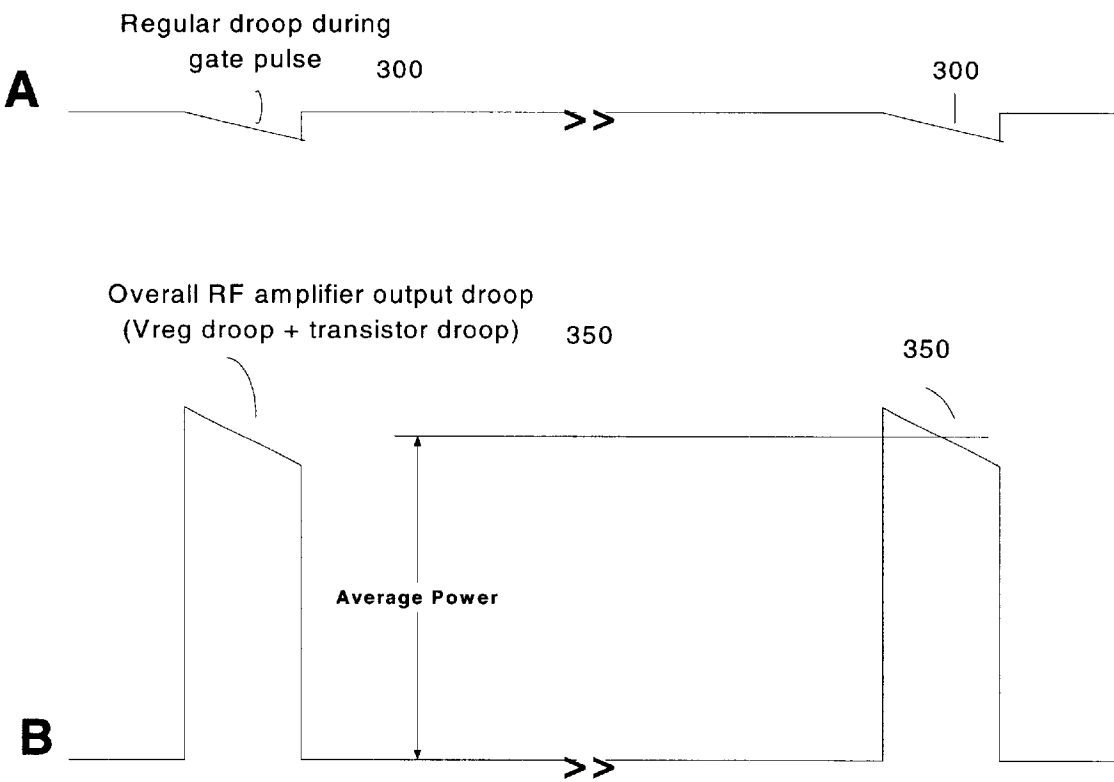 Regular droop during
gate pulse
300
300
A
>>
Overall RF amplifier output droop
(Vreg droop + transistor droop)
350
350
Average Power
B
>>